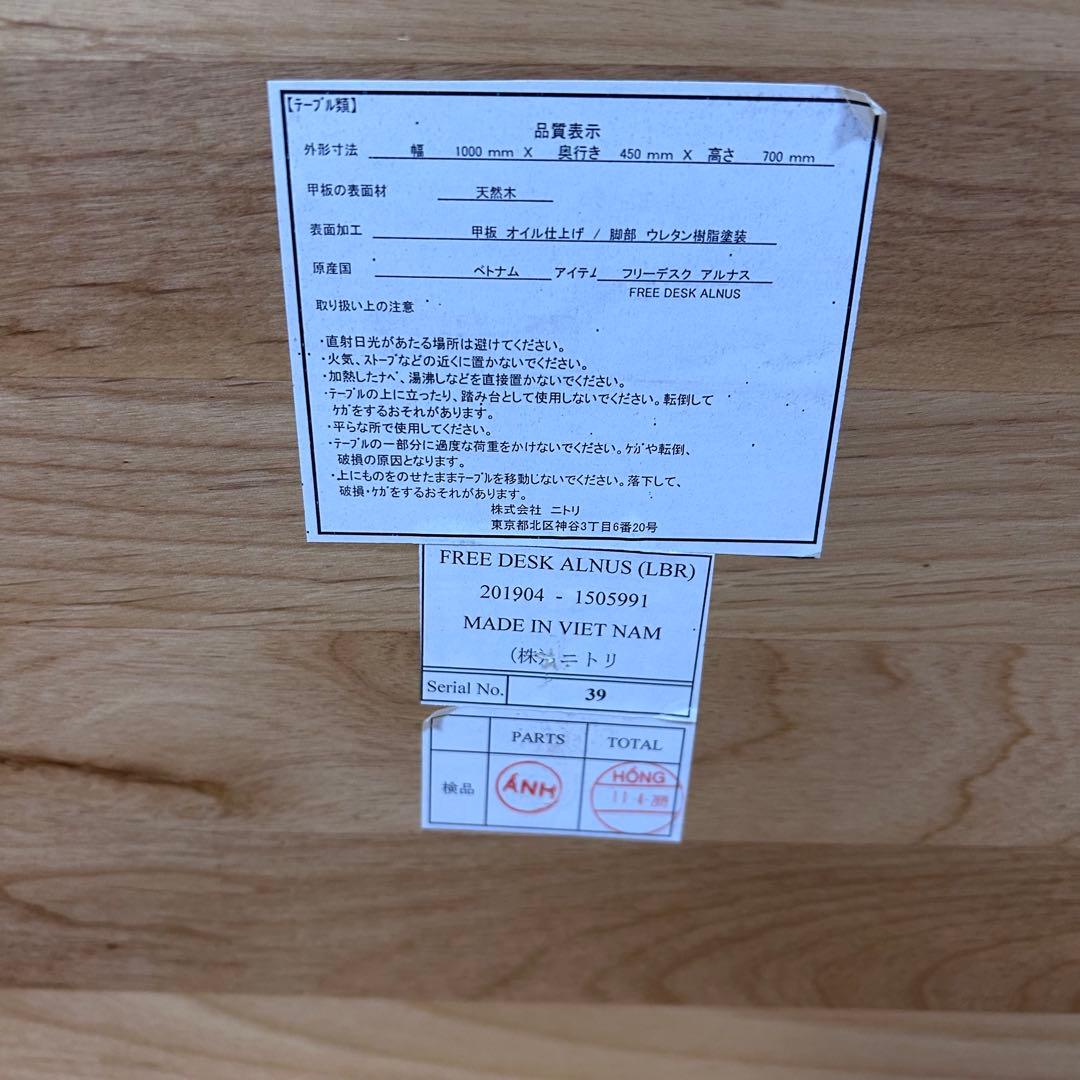 【ﾃｰﾌﾞﾙ類】
品質表示
外形寸法 幅 1000 mm X 奥行き 450 mm X 高さ 700 mm
甲板の表面材 天然木
表面加工 甲板 オイル仕上げ / 脚部 ウレタン樹脂塗装
原産国 ベトナム アイテム フリーデスク アルナス
FREE DESK ALNUS
取り扱い上の注意
・直射日光があたる場所は避けてください。
・火気、ｽﾄｰﾌﾞなどの近くに置かないでください。
・加熱したﾅﾍﾞ、湯沸しなどを直接置かないでください。
・ﾃｰﾌﾞﾙの上に立ったり、踏み台として使用しないでください。転倒して
ｹｶﾞをするおそれがあります。
・平らな所で使用してください。
・ﾃｰﾌﾞﾙの一部分に過度な荷重をかけないでください。ｹｶﾞや転倒、
破損の原因となります。
・上にものをのせたままﾃｰﾌﾞﾙを移動しないでください。落下して、
破損・ｹｶﾞをするおそれがあります。
株式会社 ニトリ
東京都北区神谷3丁目6番20号
FREE DESK ALNUS (LBR)
201904 - 1505991
MADE IN VIET NAM
(株) ニトリ
Serial No. 39
PARTS TOTAL
検品 ÁNH HỒNG
11-4-2019